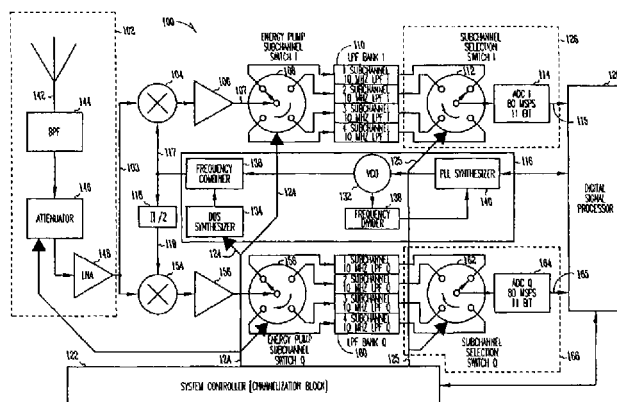 100
102
ENERGY PUMP
SUBCHANNEL
SWITCH I
110
LPF BANK I
SUBCHANNEL
SELECTION
SWITCH I
126
142
144
BPF
104
106
107
108
1 SUBCHANNEL
10 MHZ LPF I
2 SUBCHANNEL
10 MHZ LPF I
3 SUBCHANNEL
10 MHZ LPF I
4 SUBCHANNEL
10 MHZ LPF I
112
114
ADC I
80 MSPS
11 BIT
119
103
117
146
ATTENUATOR
148
LNA
118
Π/2
119
FREQUENCY
COMBINER
DDS
SYNTHESIZER
134
124
124
VCO
132
FREQUENCY
DIVIDER
138
125
PLL SYNTHESIZER
140
116
DIGITAL
SIGNAL
PROCESSOR
154
156
1 SUBCHANNEL
10 MHZ LPF Q
2 SUBCHANNEL
10 MHZ LPF Q
3 SUBCHANNEL
10 MHZ LPF Q
4 SUBCHANNEL
10 MHZ LPF Q
162
164
ADC Q
80 MSPS
11 BIT
165
122
ENERGY PUMP
SUBCHANNEL
SWITCH Q
LPF BANK Q
160
125
SUBCHANNEL
SELECTION
SWITCH Q
166
SYSTEM CONTROLLER [CHANNELIZATION BLOCK]